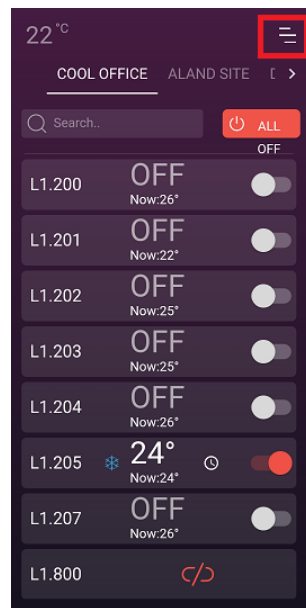 22°C
COOL OFFICE ALAND SITE
Search..
ALL
OFF
L1.200 OFF
Now:26°
L1.201 OFF
Now:22°
L1.202 OFF
Now:25°
L1.203 OFF
Now:25°
L1.204 OFF
Now:26°
L1.205 24°
Now:24°
L1.207 OFF
Now:26°
L1.800